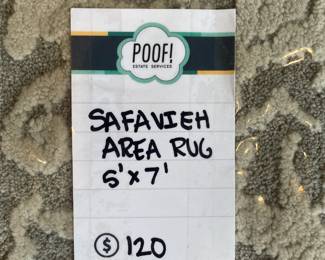 POOF!
ESTATE SERVICES
SAFAVIEH
AREA RUG
5'x7'
$ 120